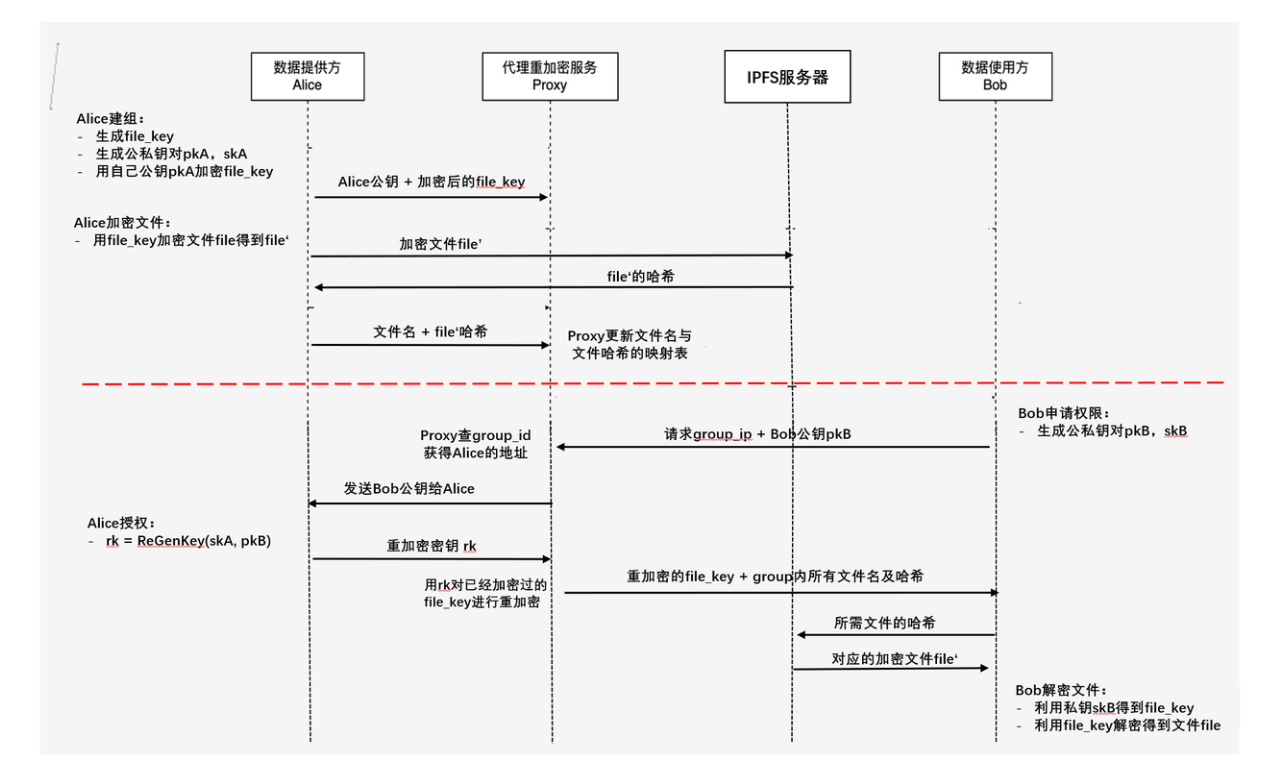 数据提供方
Alice
代理重加密服务
Proxy
IPFS服务器
数据使用方
Bob
Alice建组：
- 生成file_key
- 生成公私钥对pkA，skA
- 用自己公钥pkA加密file_key
Alice公钥 + 加密后的file_key
Alice加密文件：
- 用file_key加密文件file得到file‘
加密文件file’
file‘的哈希
文件名 + file‘哈希
Proxy更新文件名与
文件哈希的映射表
Bob申请权限：
- 生成公私钥对pkB，skB
请求group_ip + Bob公钥pkB
Proxy查group_id
获得Alice的地址
发送Bob公钥给Alice
Alice授权：
- rk = ReGenKey(skA, pkB)
重加密密钥 rk
用rk对已经加密过的
file_key进行重加密
重加密的file_key + group内所有文件名及哈希
所需文件的哈希
对应的加密文件file‘
Bob解密文件：
- 利用私钥skB得到file_key
- 利用file_key解密得到文件file